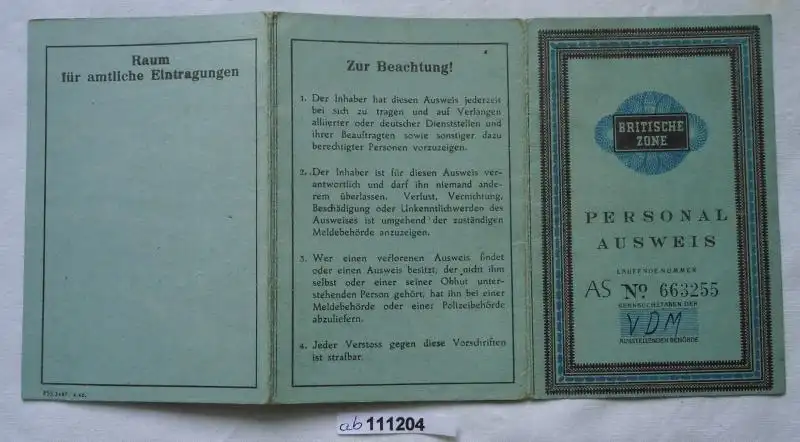 Raum
für amtliche Eintragungen
Zur Beachtung!
1. Der Inhaber hat diesen Ausweis jederzeit
bei sich zu tragen und auf Verlangen
alliierter oder deutscher Dienststellen und
ihrer Beauftragten sowie sonstiger dazu
berechtigter Personen vorzuzeigen.
2. Der Inhaber ist für diesen Ausweis ver-
antwortlich und darf ihn niemand ande-
rem überlassen. Verlust, Vernichtung,
Beschädigung oder Unkenntlichwerden des
Ausweises ist umgehend der zuständigen
Meldebehörde anzuzeigen.
3. Wer einen verlorenen Ausweis findet
oder einen Ausweis besitzt, der nicht ihm
selbst oder einer seiner Obhut unter-
stehenden Person gehört, hat ihn bei einer
Meldebehörde oder einer Polizeibehörde
abzuliefern.
4. Jeder Verstoss gegen diese Vorschriften
ist strafbar.
BRITISCHE
ZONE
PERSONAL
AUSWEIS
LAUFENDE NUMMER
AS No 663255
KENNBUCHSTABEN DER
VDM
AUSSTELLENDEN BEHÖRDE
ab 111204